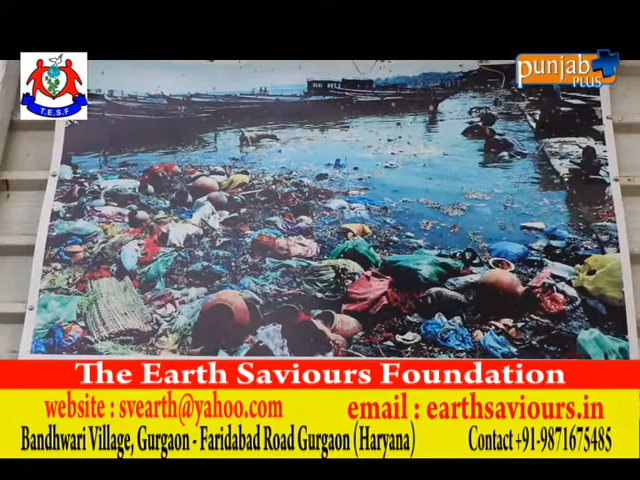 T.E.S.F
punjab
PLUS
The Earth Saviours Foundation
website : svearth@yahoo.com
email : earthsaviours.in
Bandhwari Village, Gurgaon - Faridabad Road Gurgaon (Haryana)
Contact +91-9871675485